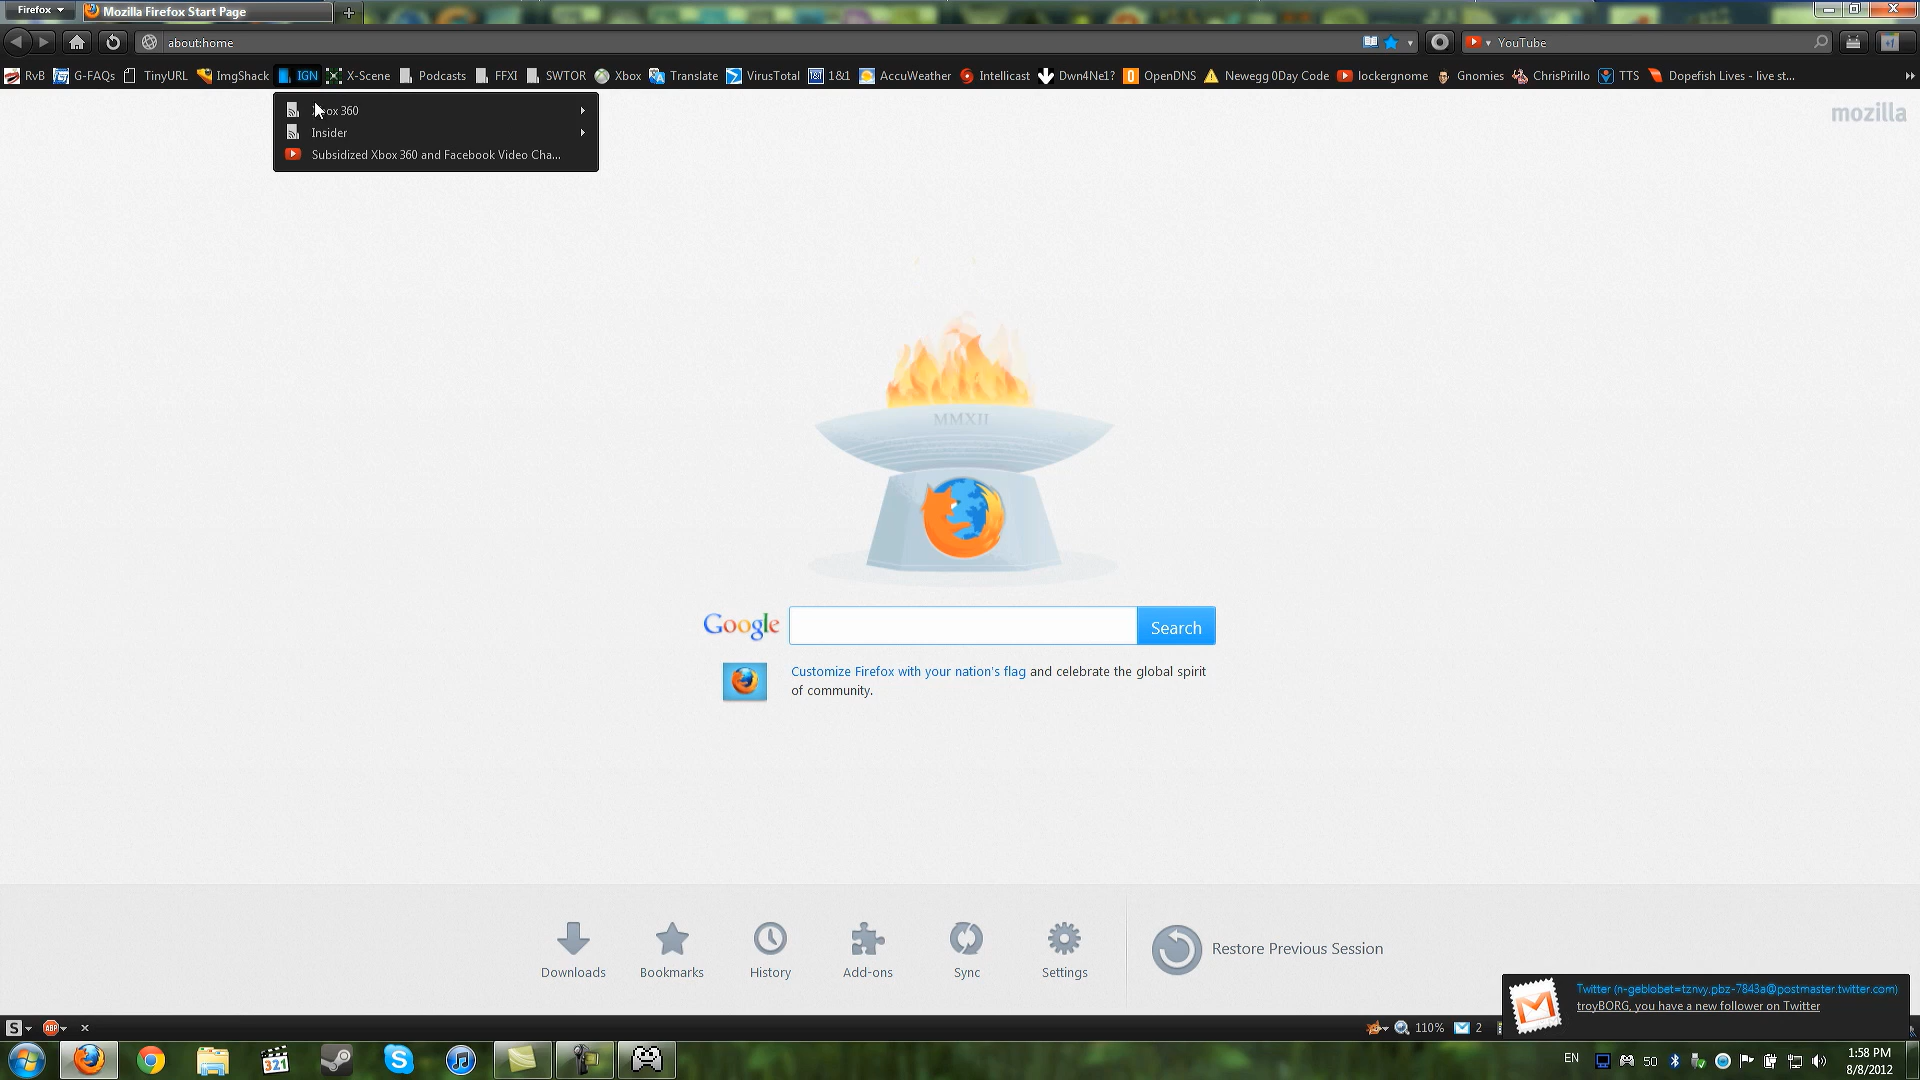 Firefox
Mozilla Firefox Start Page
about:home
YouTube
RvB G-FAQs TinyURL ImgShack IGN X-Scene Podcasts FFXI SWTOR Xbox Translate VirusTotal 1&1 AccuWeather Intellicast Dwn4Ne1? OpenDNS Newegg 0Day Code lockergnome Gnomies ChrisPirillo TTS Dopefish Lives - live st...
360
Insider
Subsidized Xbox 360 and Facebook Video Cha...
mozilla
MMXII
Google
Search
Customize Firefox with your nation's flag and celebrate the global spirit
of community.
Downloads Bookmarks History Add-ons Sync Settings
Restore Previous Session
Twitter (n-geblobet=tznvy.pbz-7843a@postmaster.twitter.com)
troyBORG, you have a new follower on Twitter
S ABP 110% 2
321
EN 50 1:58 PM
8/8/2012